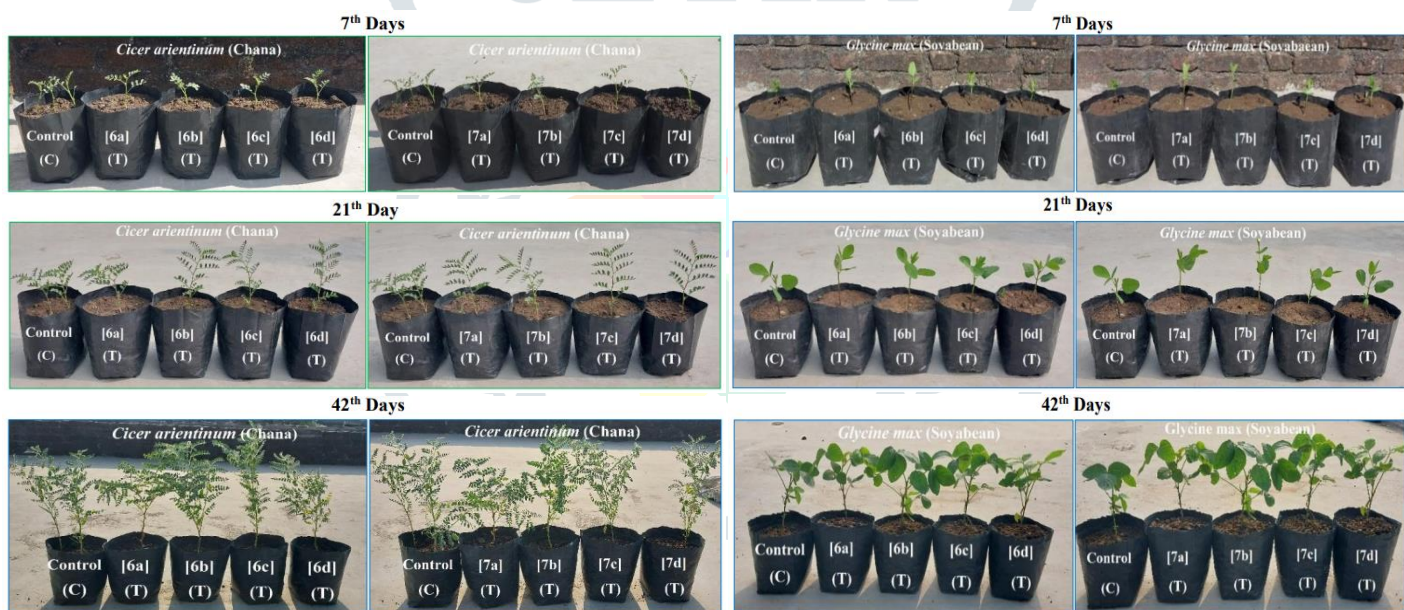 7th Days
Cicer arientinum (Chana)
Control
(C)
[6a]
(T)
[6b]
(T)
[6c]
(T)
[6d]
(T)
Cicer arientinum (Chana)
Control
(C)
[7a]
(T)
[7b]
(T)
[7c]
(T)
[7d]
(T)
21th Day
Cicer arientinum (Chana)
Control
(C)
[6a]
(T)
[6b]
(T)
[6c]
(T)
[6d]
(T)
Cicer arientinum (Chana)
Control
(C)
[7a]
(T)
[7b]
(T)
[7c]
(T)
[7d]
(T)
42th Days
Cicer arientinum (Chana)
Control
(C)
[6a]
(T)
[6b]
(T)
[6c]
(T)
[6d]
(T)
Cicer arientinum (Chana)
Control
(C)
[7a]
(T)
[7b]
(T)
[7c]
(T)
[7d]
(T)
7th Days
Glycine max (Soyabean)
Control
(C)
[6a]
(T)
[6b]
(T)
[6c]
(T)
[6d]
(T)
Glycine max (Soyabaean)
Control
(C)
[7a]
(T)
[7b]
(T)
[7c]
(T)
[7d]
(T)
21th Days
Glycine max (Soyabean)
Control
(C)
[6a]
(T)
[6b]
(T)
[6c]
(T)
[6d]
(T)
Glycine max (Soyabean)
Control
(C)
[7a]
(T)
[7b]
(T)
[7c]
(T)
[7d]
(T)
42th Days
Glycine max (Soyabean)
Control
(C)
[6a]
(T)
[6b]
(T)
[6c]
(T)
[6d]
(T)
Glycine max (Soyabean)
Control
(C)
[7a]
(T)
[7b]
(T)
[7c]
(T)
[7d]
(T)